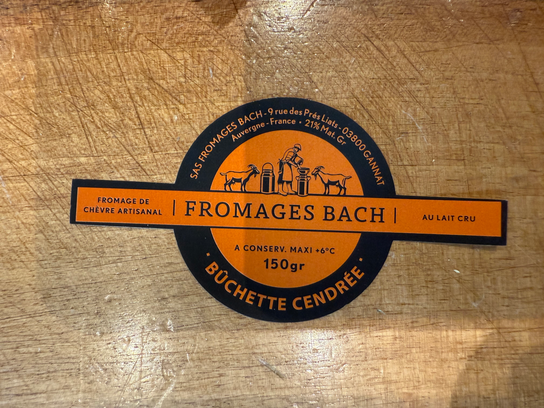 SAS FROMAGES BACH - 9 rue des Prés Liats - 03800 GANNAT
Auvergne - France • 21% Mat. Gr
FROMAGE DE
CHÈVRE ARTISANAL
FROMAGES BACH
AU LAIT CRU
A CONSERV. MAXI +6°C
150gr
• BÛCHETTE CENDRÉE •